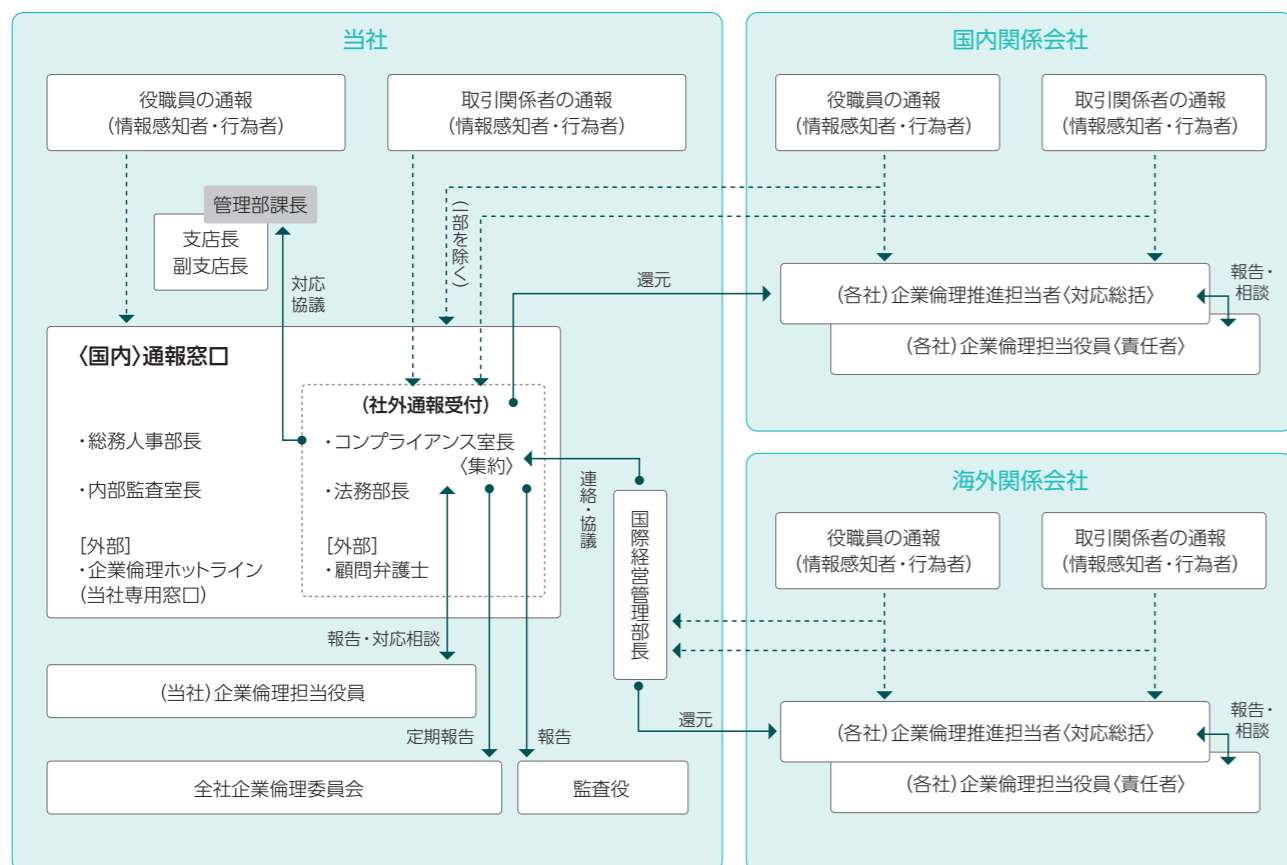 当社
役職員の通報
(情報感知者・行為者)
取引関係者の通報
(情報感知者・行為者)
管理部課長
支店長
副支店長
対応
協議
(一部を除く)
還元
〈国内〉通報窓口
・総務人事部長
・内部監査室長
[外部]
・企業倫理ホットライン
(当社専用窓口)
(社外通報受付)
・コンプライアンス室長
〈集約〉
・法務部長
[外部]
・顧問弁護士
連絡・協議
国際経営管理部長
報告・対応相談
(当社)企業倫理担当役員
定期報告
報告
全社企業倫理委員会
監査役
還元
国内関係会社
役職員の通報
(情報感知者・行為者)
取引関係者の通報
(情報感知者・行為者)
(各社)企業倫理推進担当者〈対応総括〉
報告・
相談
(各社)企業倫理担当役員〈責任者〉
海外関係会社
役職員の通報
(情報感知者・行為者)
取引関係者の通報
(情報感知者・行為者)
(各社)企業倫理推進担当者〈対応総括〉
報告・
相談
(各社)企業倫理担当役員〈責任者〉